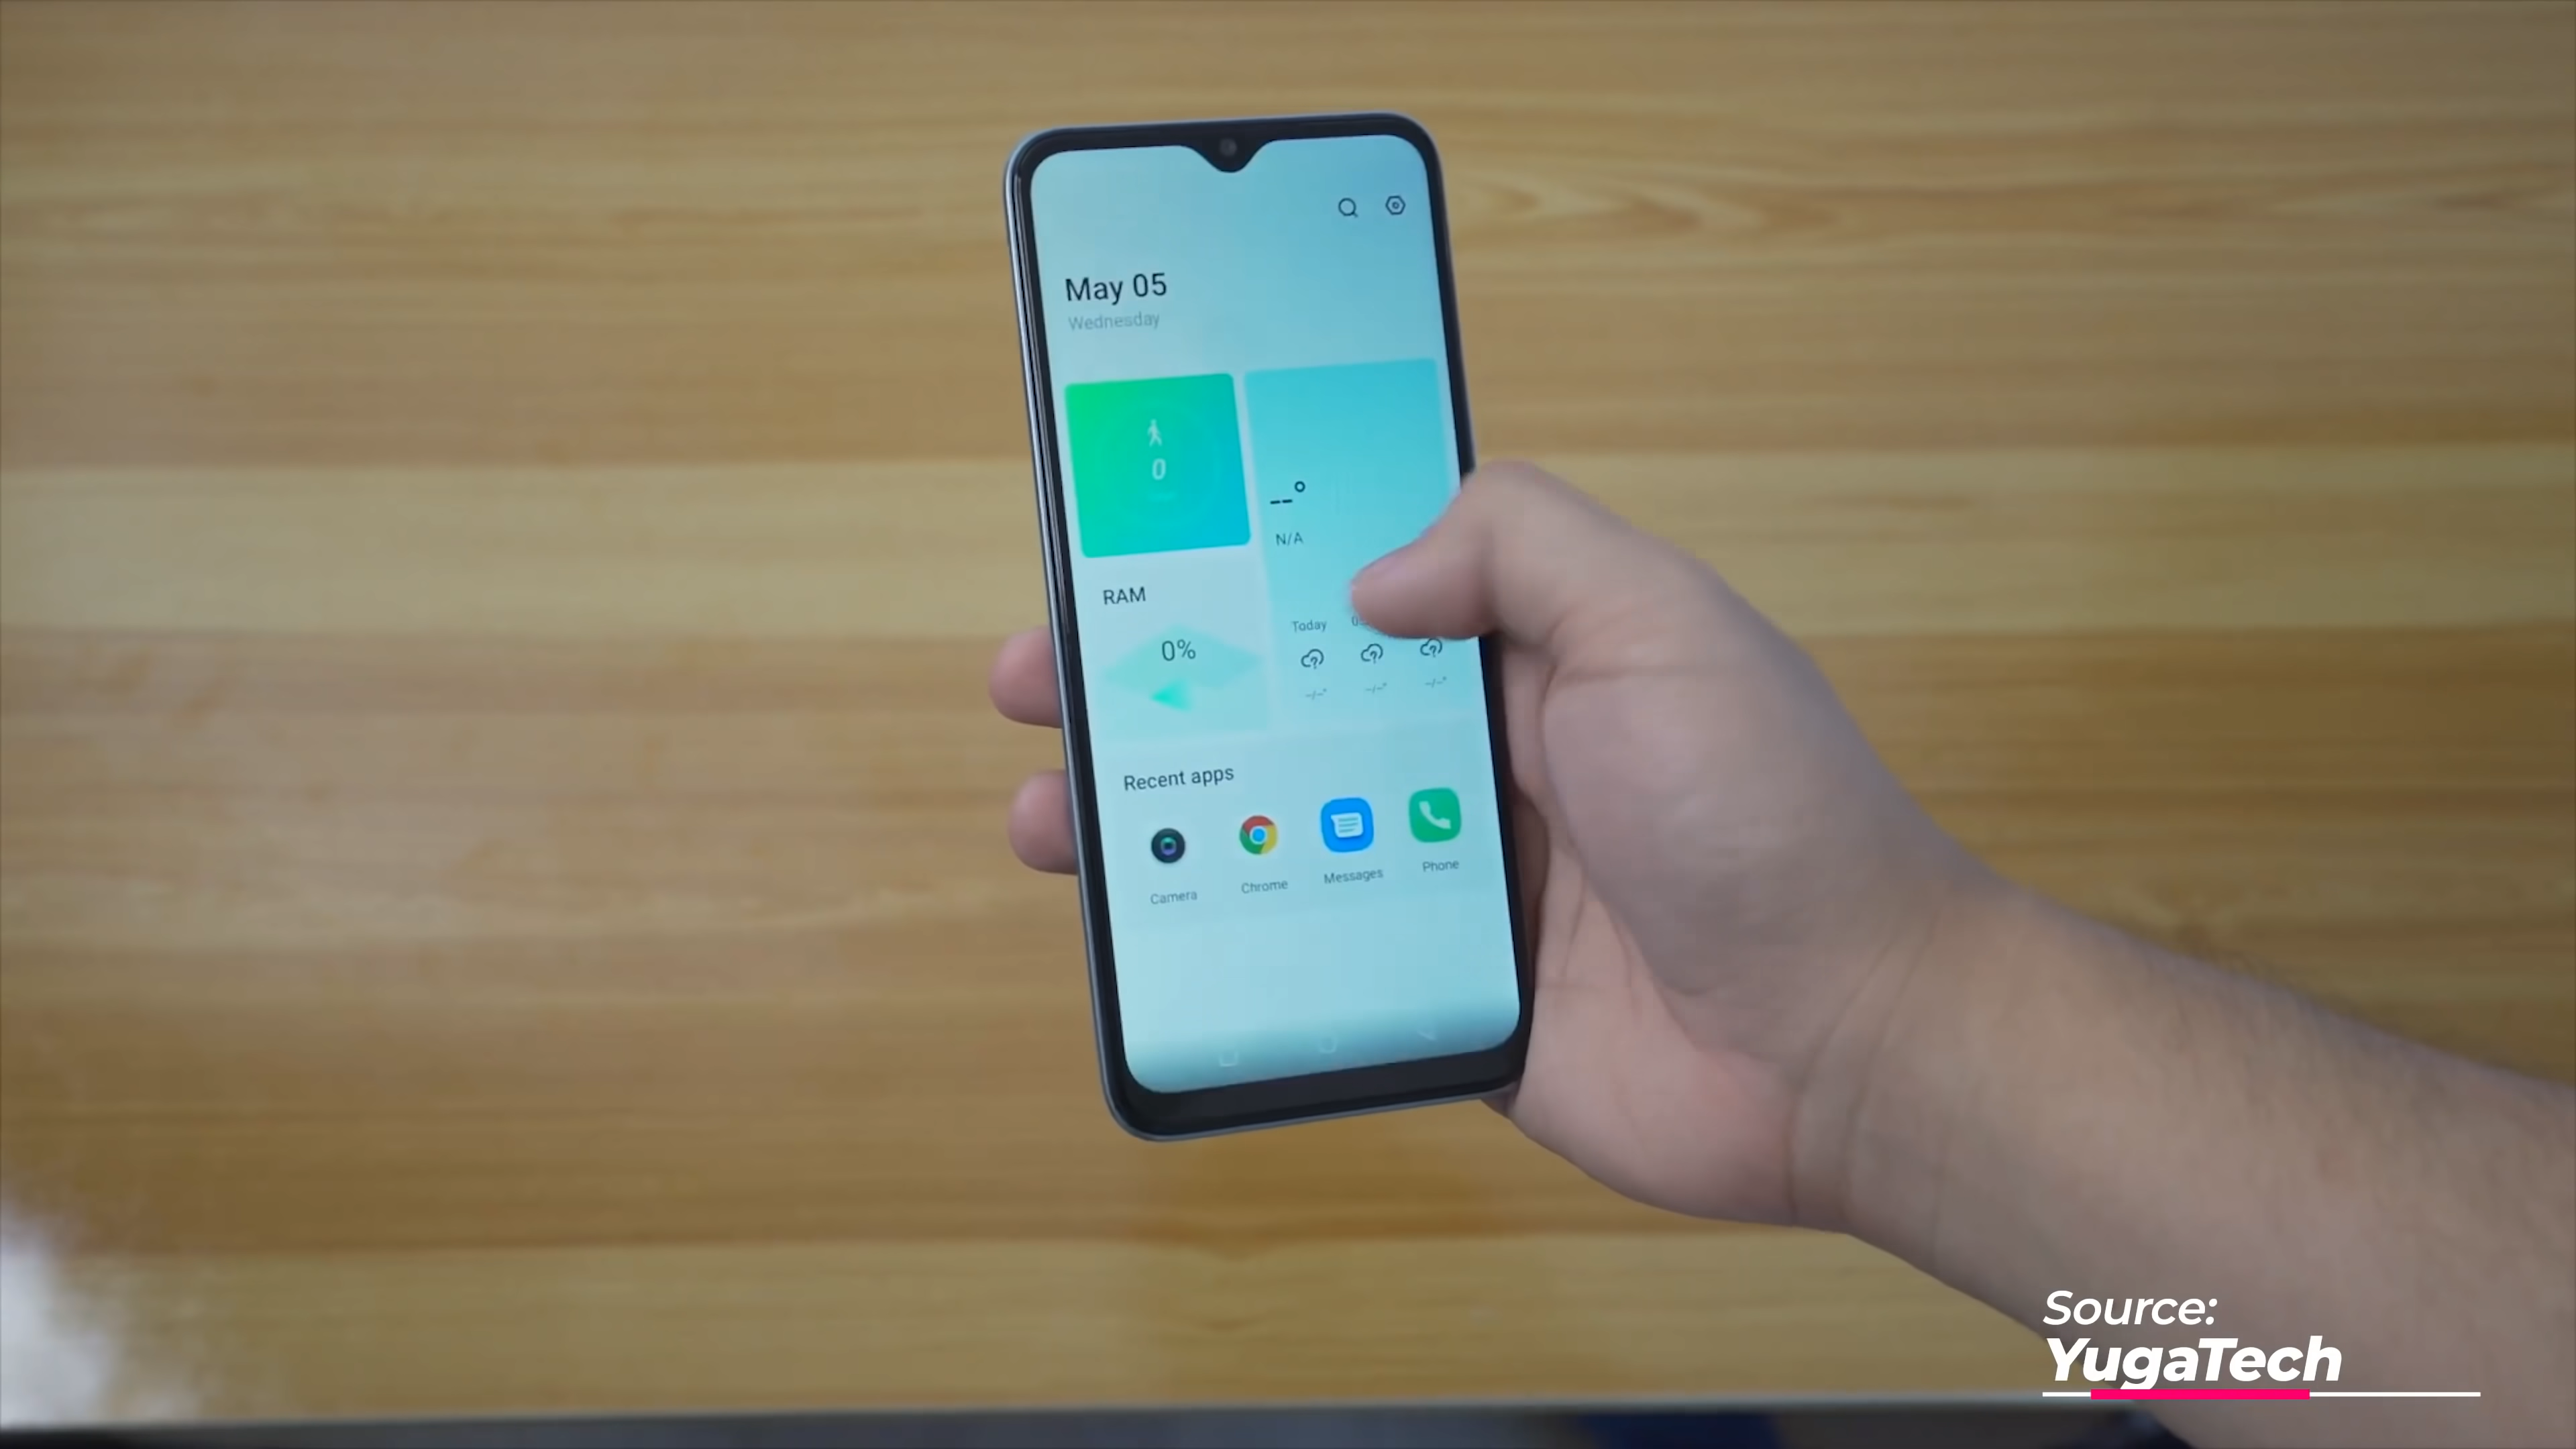 May 05
Wednesday
0
--°
N/A
RAM
0%
Today
--/--°
--/--°
--/--°
Recent apps
Camera
Chrome
Messages
Phone
Source:
YugaTech